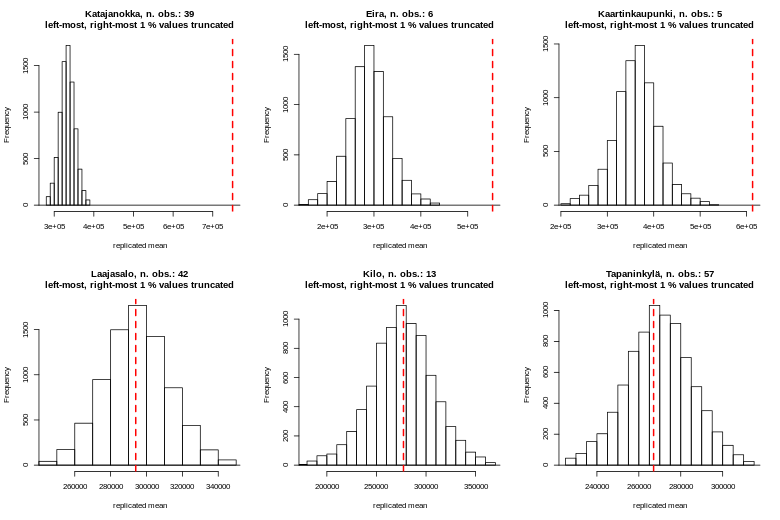 Katajanokka, n. obs.: 39
left-most, right-most 1 % values truncated
Frequency
0
500
1000
1500
3e+05
4e+05
5e+05
6e+05
7e+05
replicated mean
Eira, n. obs.: 6
left-most, right-most 1 % values truncated
Frequency
0
500
1000
1500
2e+05
3e+05
4e+05
5e+05
replicated mean
Kaartinkaupunki, n. obs.: 5
left-most, right-most 1 % values truncated
Frequency
0
500
1000
1500
2e+05
3e+05
4e+05
5e+05
6e+05
replicated mean
Laajasalo, n. obs.: 42
left-most, right-most 1 % values truncated
Frequency
0
500
1000
1500
260000
280000
300000
320000
340000
replicated mean
Kilo, n. obs.: 13
left-most, right-most 1 % values truncated
Frequency
0
200
400
600
800
1000
200000
250000
300000
350000
replicated mean
Tapaninkylä, n. obs.: 57
left-most, right-most 1 % values truncated
Frequency
0
200
400
600
800
1000
240000
260000
280000
300000
replicated mean